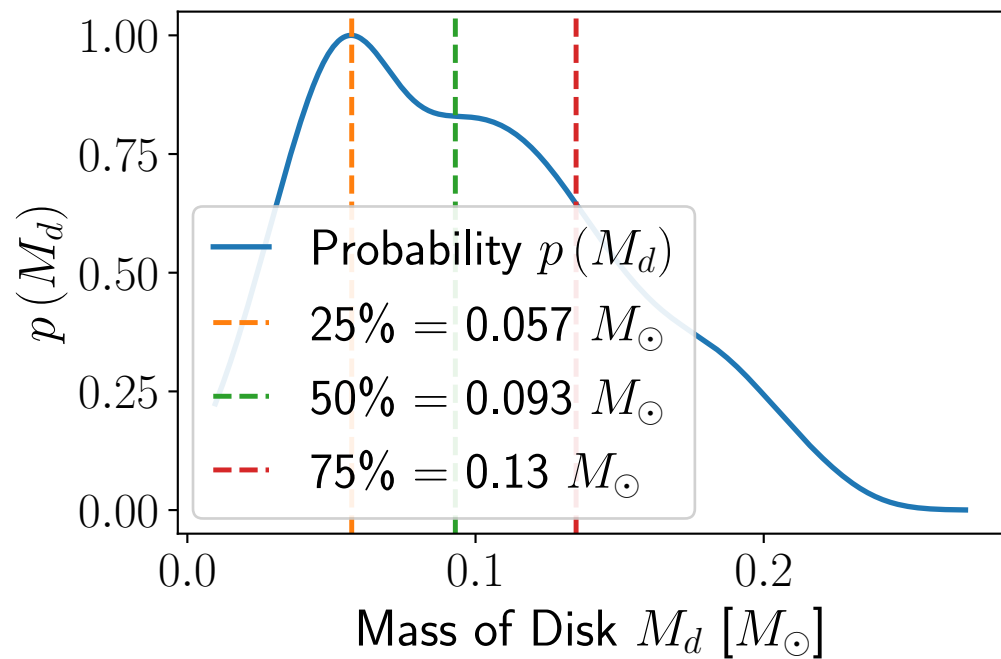 1.00
0.75
0.50
0.25
0.00
p (M_d)
Probability p (M_d)
25% = 0.057 M_⊙
50% = 0.093 M_⊙
75% = 0.13 M_⊙
0.0 0.1 0.2
Mass of Disk M_d [M_⊙]